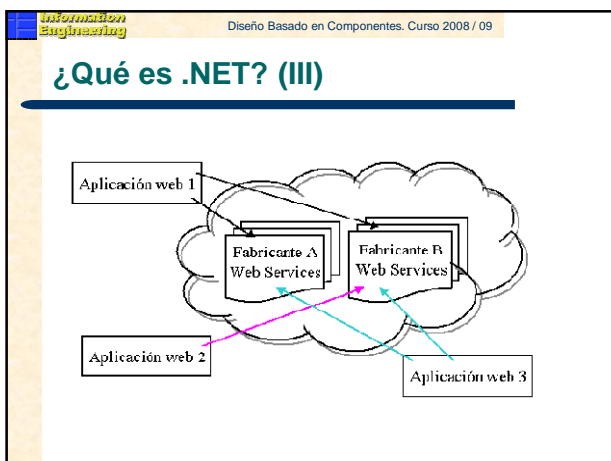 Information
Engineering
Diseño Basado en Componentes. Curso 2008 / 09
¿Qué es .NET? (III)
Aplicación web 1
Fabricante A
Web Services
Fabricante B
Web Services
Aplicación web 2
Aplicación web 3